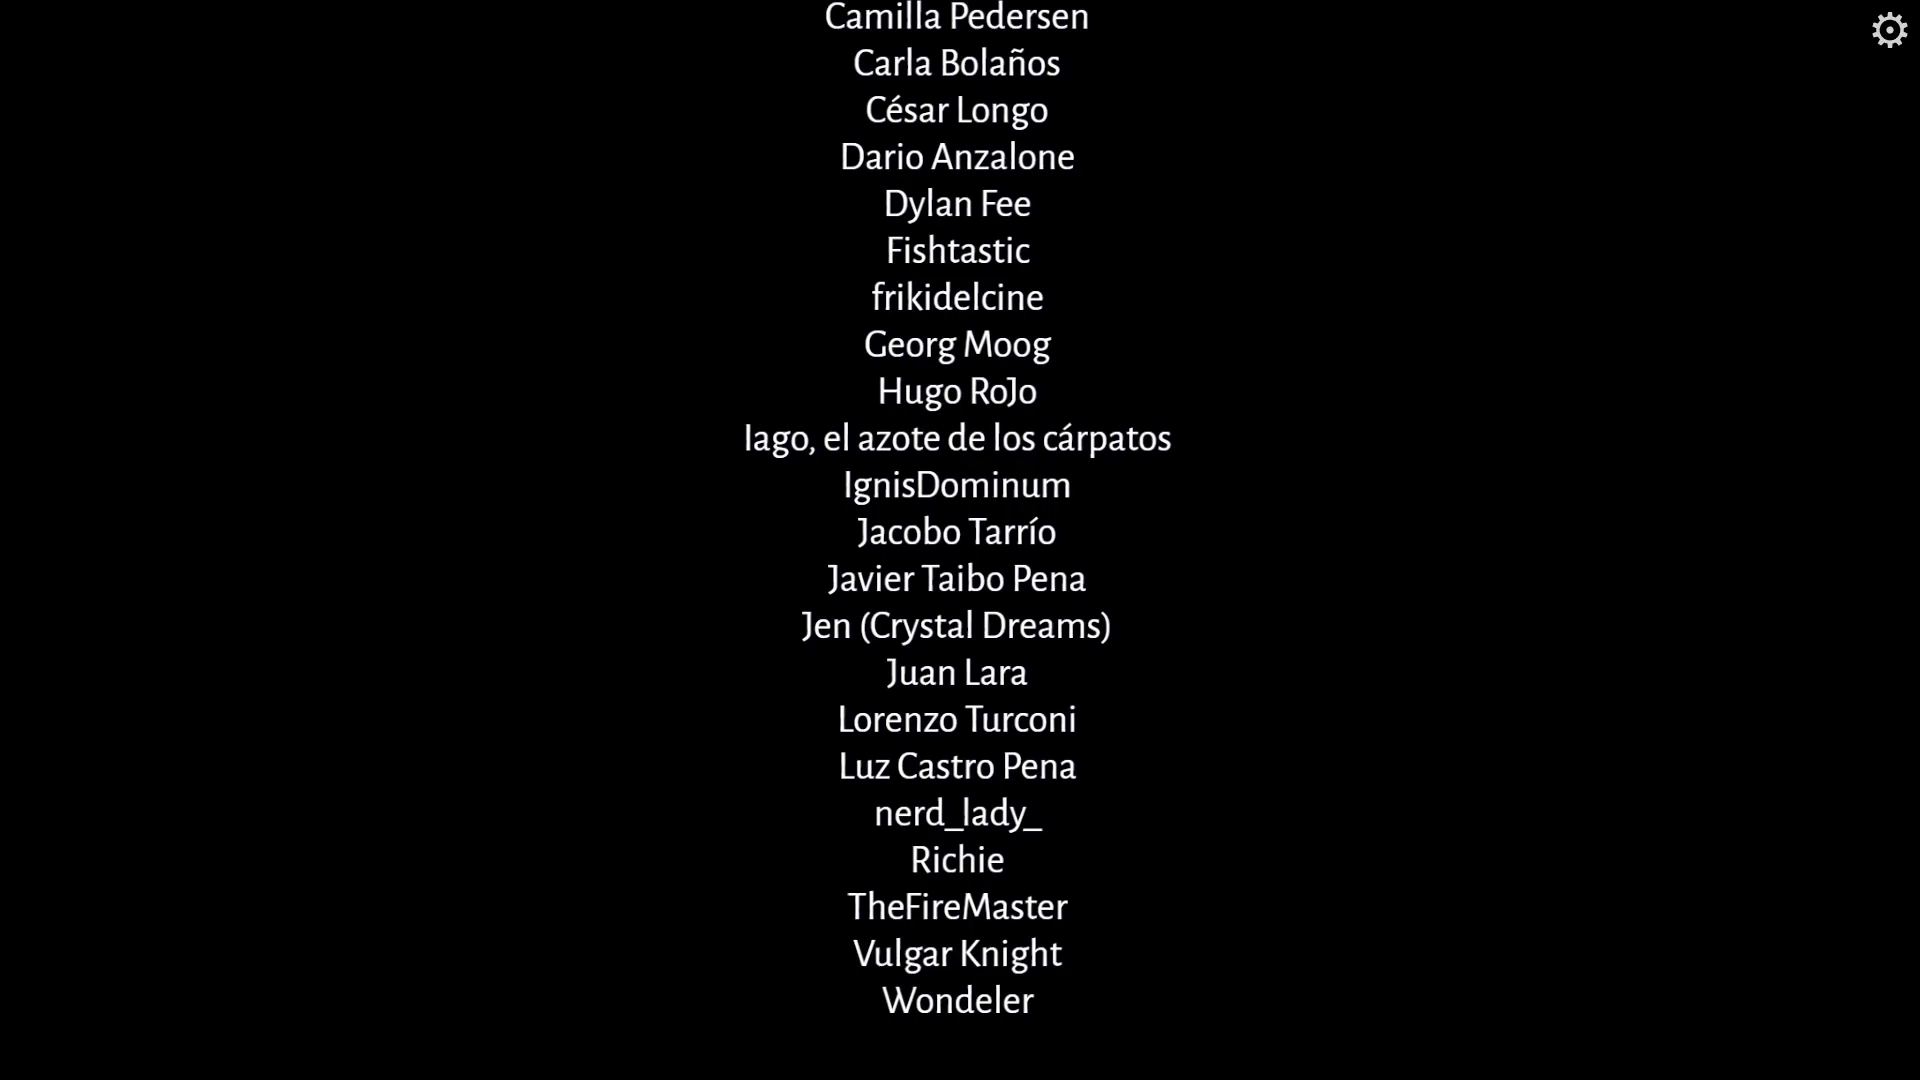 Camilla Pedersen
Carla Bolaños
César Longo
Dario Anzalone
Dylan Fee
Fishtastic
frikidelcine
Georg Moog
Hugo RoJo
Iago, el azote de los cárpatos
IgnisDominum
Jacobo Tarrío
Javier Taibo Pena
Jen (Crystal Dreams)
Juan Lara
Lorenzo Turconi
Luz Castro Pena
nerd_lady_
Richie
TheFireMaster
Vulgar Knight
Wondeler